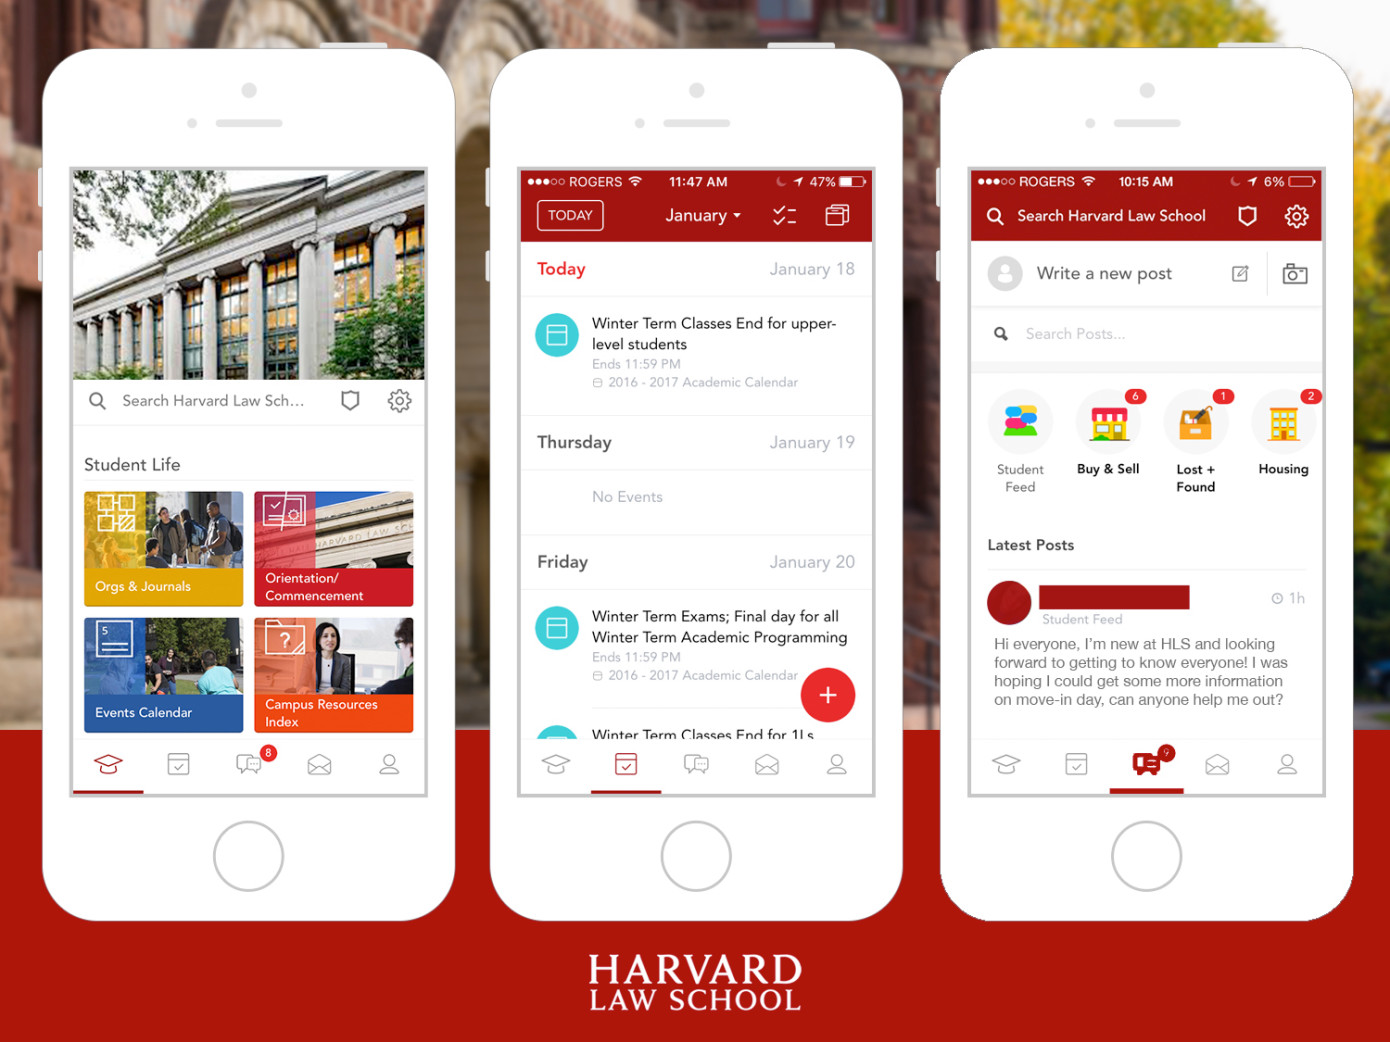 Search Harvard Law Sch...
Student Life
Orgs & Journals
Orientation/
Commencement
HARVARD LAW SCH
5
Events Calendar
?
Campus Resources
Index
8
ROGERS 11:47 AM 47%
TODAY January
Today January 18
Winter Term Classes End for upper-
level students
Ends 11:59 PM
2016 - 2017 Academic Calendar
Thursday January 19
No Events
Friday January 20
Winter Term Exams; Final day for all
Winter Term Academic Programming
Ends 11:59 PM
2016 - 2017 Academic Calendar
+
Winter Term Classes End for 1Ls
ROGERS 10:15 AM 6%
Search Harvard Law School
Write a new post
Search Posts...
6 1 2
Student
Feed
Buy & Sell
Lost +
Found
Housing
Latest Posts
1h
Student Feed
Hi everyone, I'm new at HLS and looking
forward to getting to know everyone! I was
hoping I could get some more information
on move-in day, can anyone help me out?
9
HARVARD
LAW SCHOOL